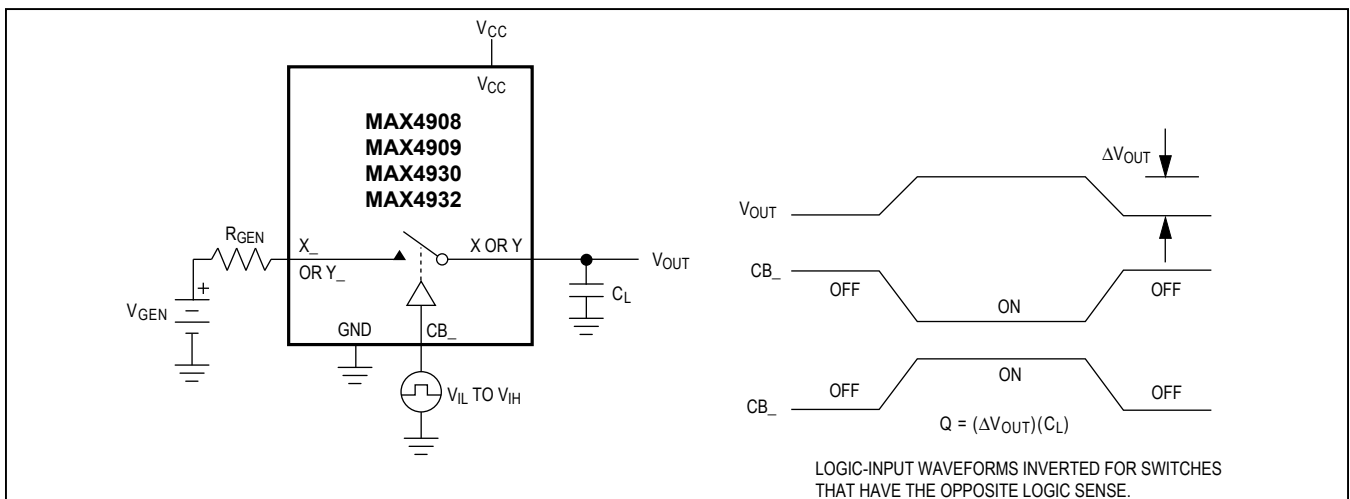 VCC
VCC
MAX4908
MAX4909
MAX4930
MAX4932
RGEN
X_
OR Y_
X OR Y
VOUT
CL
+
VGEN
GND
CB_
VIL TO VIH
ΔVOUT
VOUT
CB_
OFF
ON
OFF
CB_
OFF
ON
OFF
Q = (ΔVOUT)(CL)
LOGIC-INPUT WAVEFORMS INVERTED FOR SWITCHES
THAT HAVE THE OPPOSITE LOGIC SENSE.